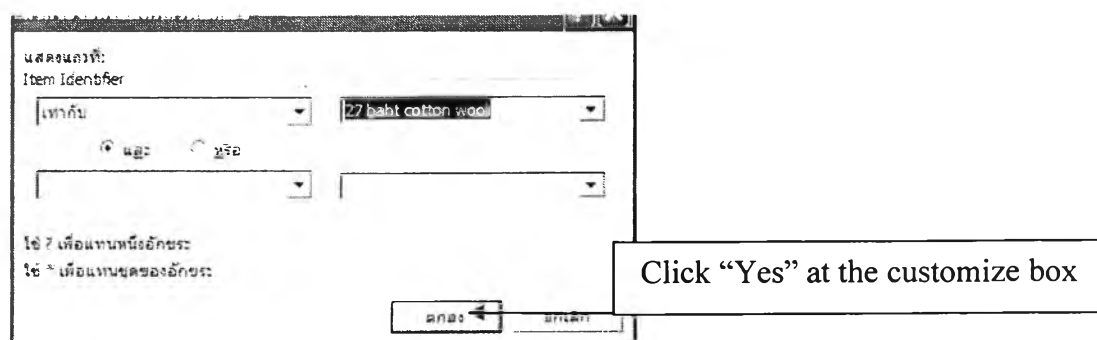 แสดงแถวที่:
Item Identifier
เท่ากับ 27 baht cotton wool
และ หรือ
ใช้ ? เพื่อแทนหนึ่งอักขระ
ใช้ * เพื่อแทนชุดของอักขระ
Click “Yes” at the customize box
ตกลง ยกเลิก